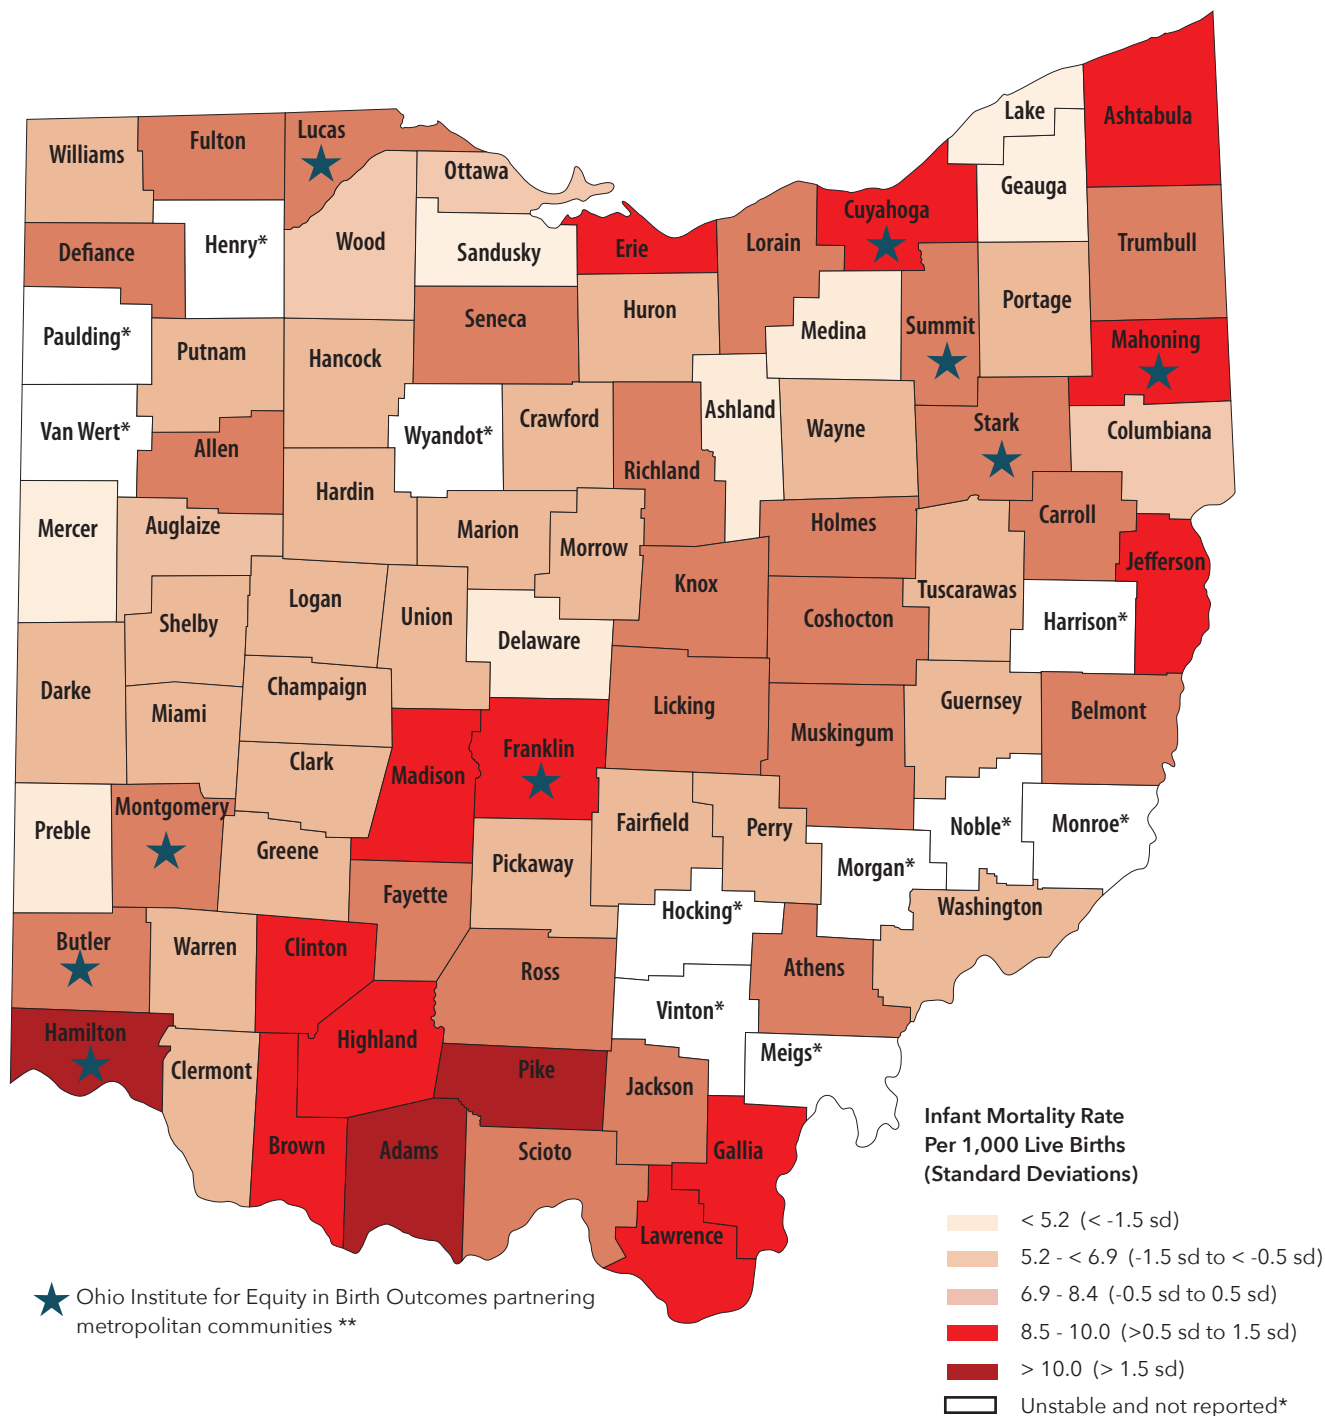 Lake
Ashtabula
Williams
Fulton
Lucas
Ottawa
Geauga
Cuyahoga
Henry*
Wood
Sandusky
Erie
Lorain
Trumbull
Defiance
Portage
Huron
Seneca
Medina
Summit
Mahoning
Paulding*
Putnam
Hancock
Ashland
Crawford
Wayne
Stark
Columbiana
Van Wert*
Allen
Wyandot*
Richland
Hardin
Mercer
Auglaize
Marion
Morrow
Holmes
Carroll
Jefferson
Knox
Tuscarawas
Logan
Union
Shelby
Delaware
Coshocton
Harrison*
Darke
Champaign
Miami
Licking
Muskingum
Guernsey
Belmont
Clark
Madison
Franklin
Preble
Montgomery
Greene
Fairfield
Perry
Noble*
Monroe*
Pickaway
Morgan*
Fayette
Hocking*
Washington
Butler
Warren
Clinton
Ross
Athens
Vinton*
Hamilton
Highland
Meigs*
Clermont
Pike
Jackson
Brown
Adams
Scioto
Gallia
Lawrence
Infant Mortality Rate
Per 1,000 Live Births
(Standard Deviations)
< 5.2 (< -1.5 sd)
5.2 - < 6.9 (-1.5 sd to < -0.5 sd)
6.9 - 8.4 (-0.5 sd to 0.5 sd)
8.5 - 10.0 (>0.5 sd to 1.5 sd)
> 10.0 (> 1.5 sd)
Unstable and not reported*
Ohio Institute for Equity in Birth Outcomes partnering
metropolitan communities **